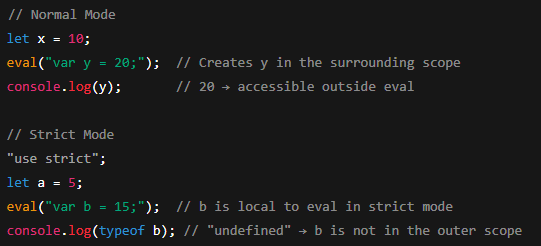 // Normal Mode
let x = 10;
eval("var y = 20;");  // Creates y in the surrounding scope
console.log(y);       // 20 → accessible outside eval
// Strict Mode
"use strict";
let a = 5;
eval("var b = 15;");  // b is local to eval in strict mode
console.log(typeof b); // "undefined" → b is not in the outer scope